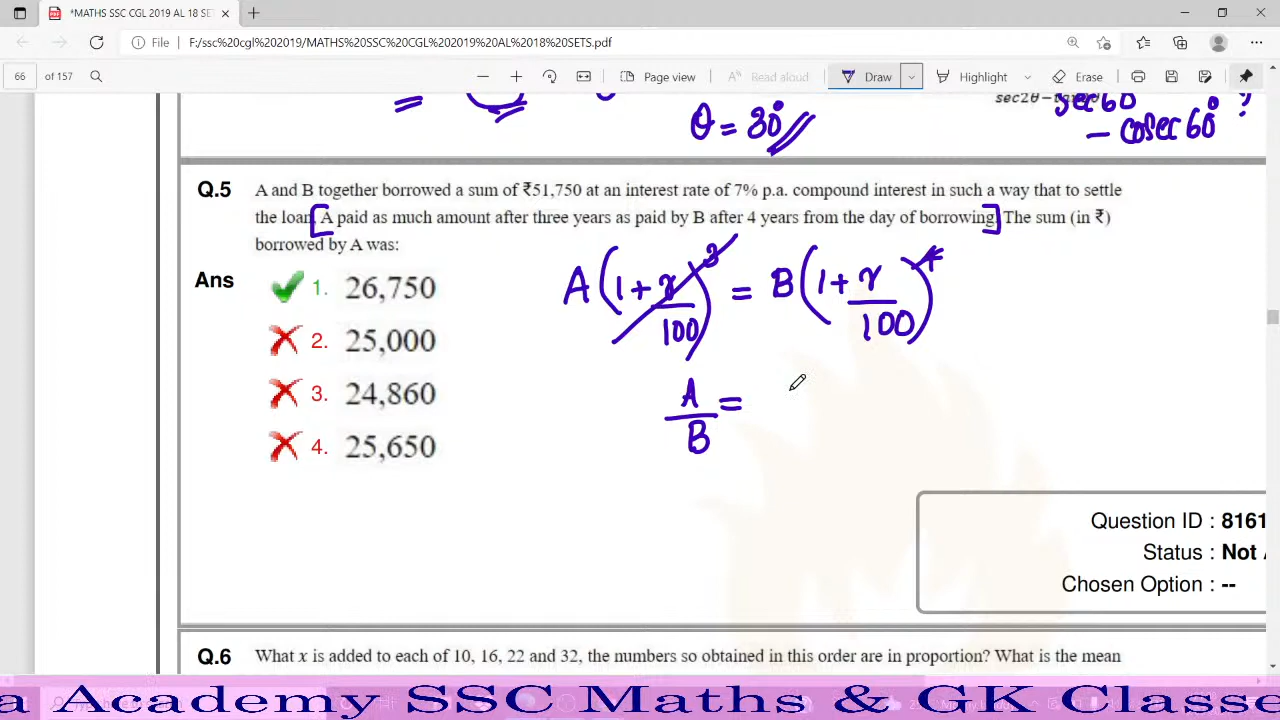 *MATHS SSC CGL 2019 AL 18 SET
File F:/ssc%20cgl%202019/MATHS%20SSC%20CGL%202019%20AL%2018%20SETS.pdf
66 of 157 Page view Read aloud Draw Highlight Erase
sec2θ
sec 60° ?
θ = 30°
– cosec 60°
Q.5 A and B together borrowed a sum of ₹51,750 at an interest rate of 7% p.a. compound interest in such a way that to settle
the loan, [A paid as much amount after three years as paid by B after 4 years from the day of borrowing.] The sum (in ₹)
borrowed by A was:
Ans
1. 26,750
2. 25,000
3. 24,860
4. 25,650
A(1+r/100)^3 = B(1+r/100)^4
A/B =
Question ID : 8161
Status : Not
Chosen Option : --
Q.6 What x is added to each of 10, 16, 22 and 32, the numbers so obtained in this order are in proportion? What is the mean
a Academy SSC Maths & GK Classe